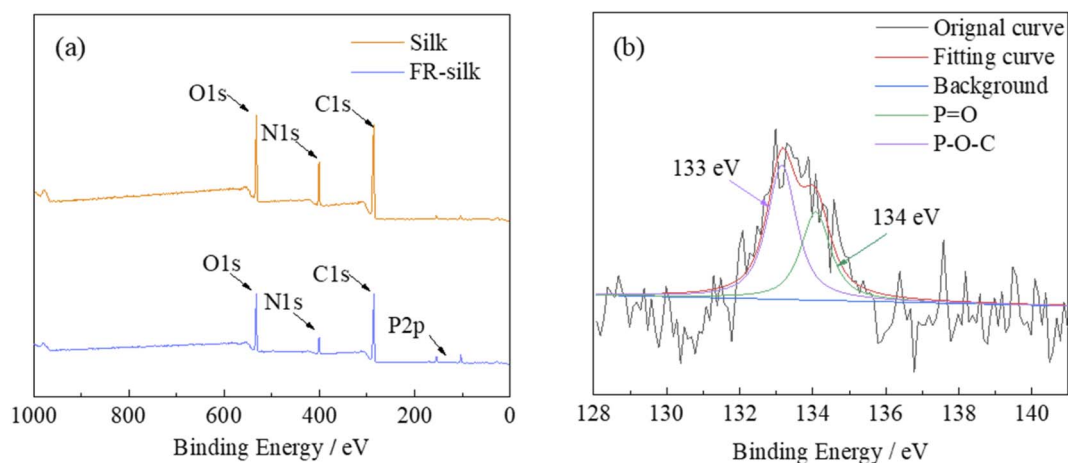 (a)
Silk
FR-silk
O1s
N1s
C1s
O1s
N1s
C1s
P2p
1000 800 600 400 200 0
Binding Energy / eV
(b)
Orignal curve
Fitting curve
Background
P=O
P-O-C
133 eV
134 eV
128 130 132 134 136 138 140
Binding Energy / eV